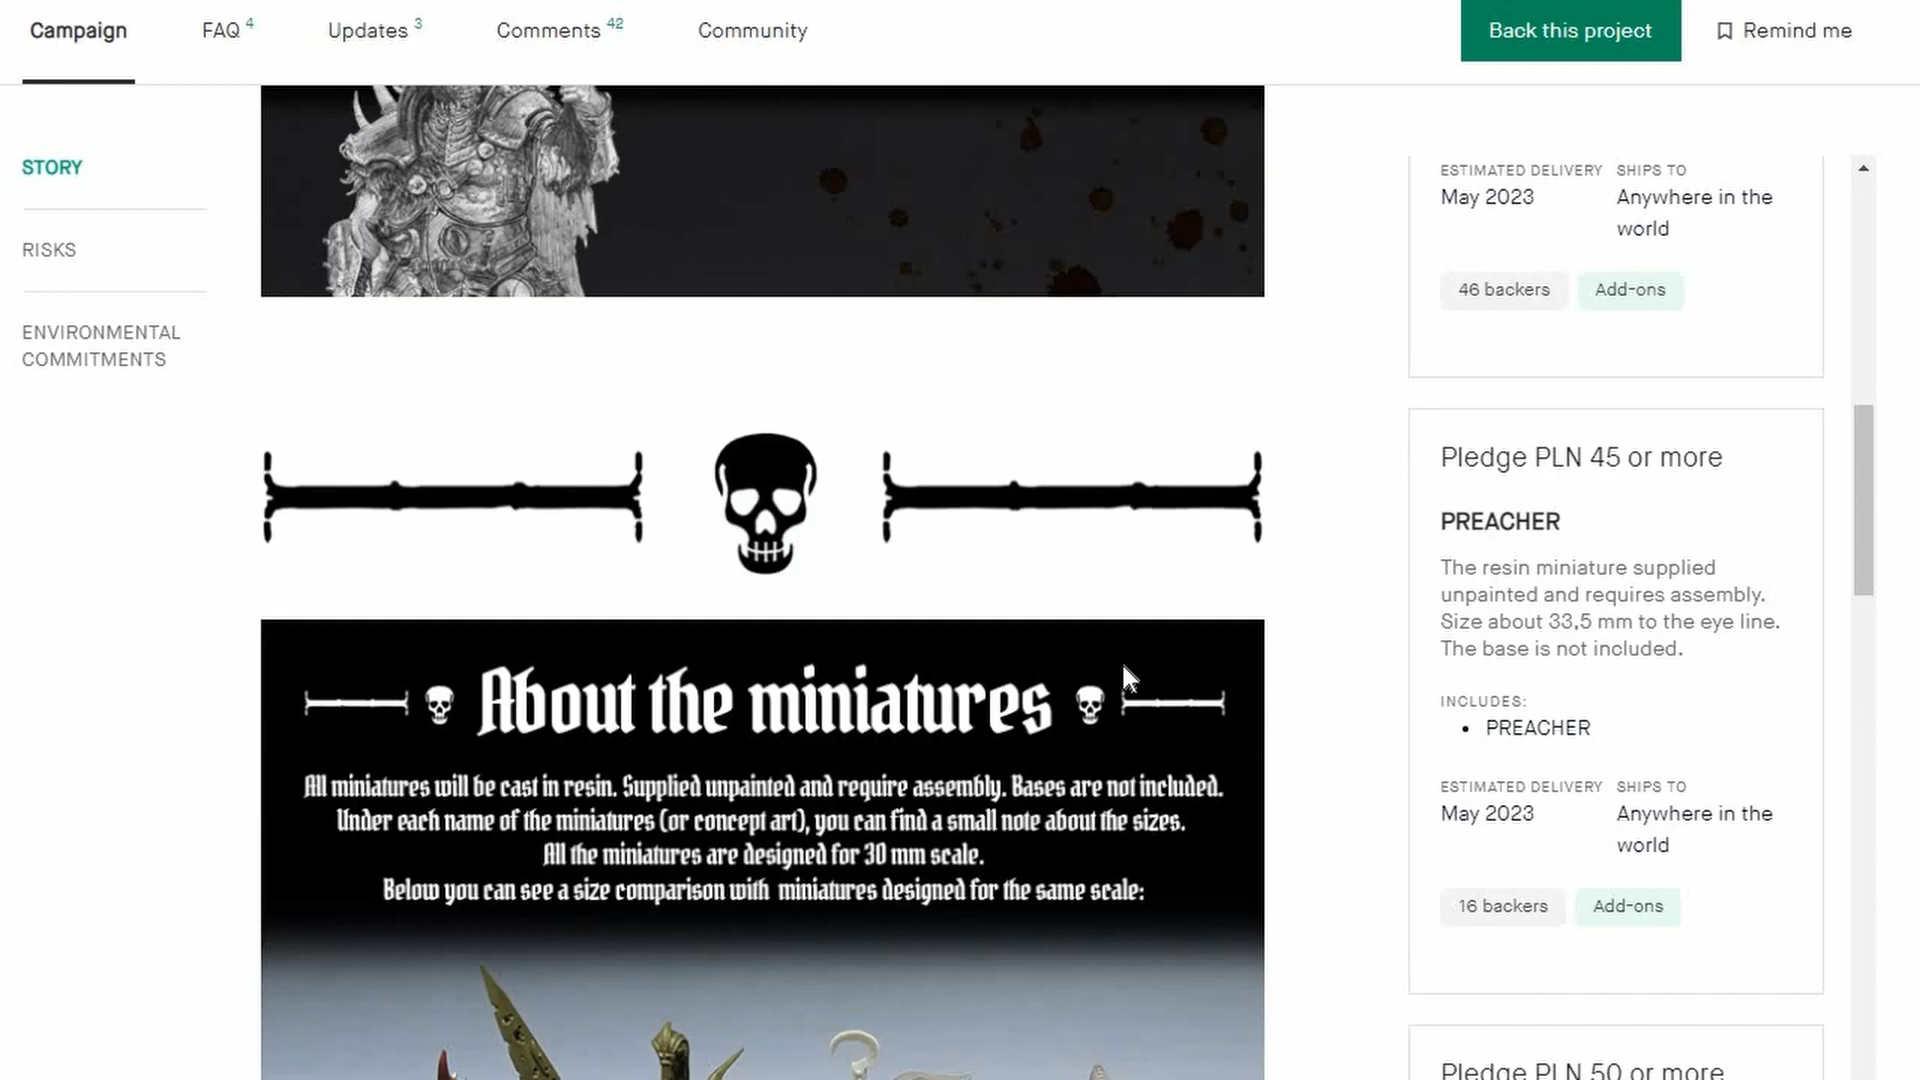 Campaign
FAQ 4
Updates 3
Comments 42
Community
Back this project
Remind me
STORY
RISKS
ENVIRONMENTAL
COMMITMENTS
About the miniatures
All miniatures will be cast in resin. Supplied unpainted and require assembly. Bases are not included.
Under each name of the miniatures (or concept art), you can find a small note about the sizes.
All the miniatures are designed for 30 mm scale.
Below you can see a size comparison with miniatures designed for the same scale:
ESTIMATED DELIVERY
May 2023
SHIPS TO
Anywhere in the
world
46 backers
Add-ons
Pledge PLN 45 or more
PREACHER
The resin miniature supplied
unpainted and requires assembly.
Size about 33,5 mm to the eye line.
The base is not included.
INCLUDES:
• PREACHER
ESTIMATED DELIVERY
May 2023
SHIPS TO
Anywhere in the
world
16 backers
Add-ons
Pledge PLN 50 or more